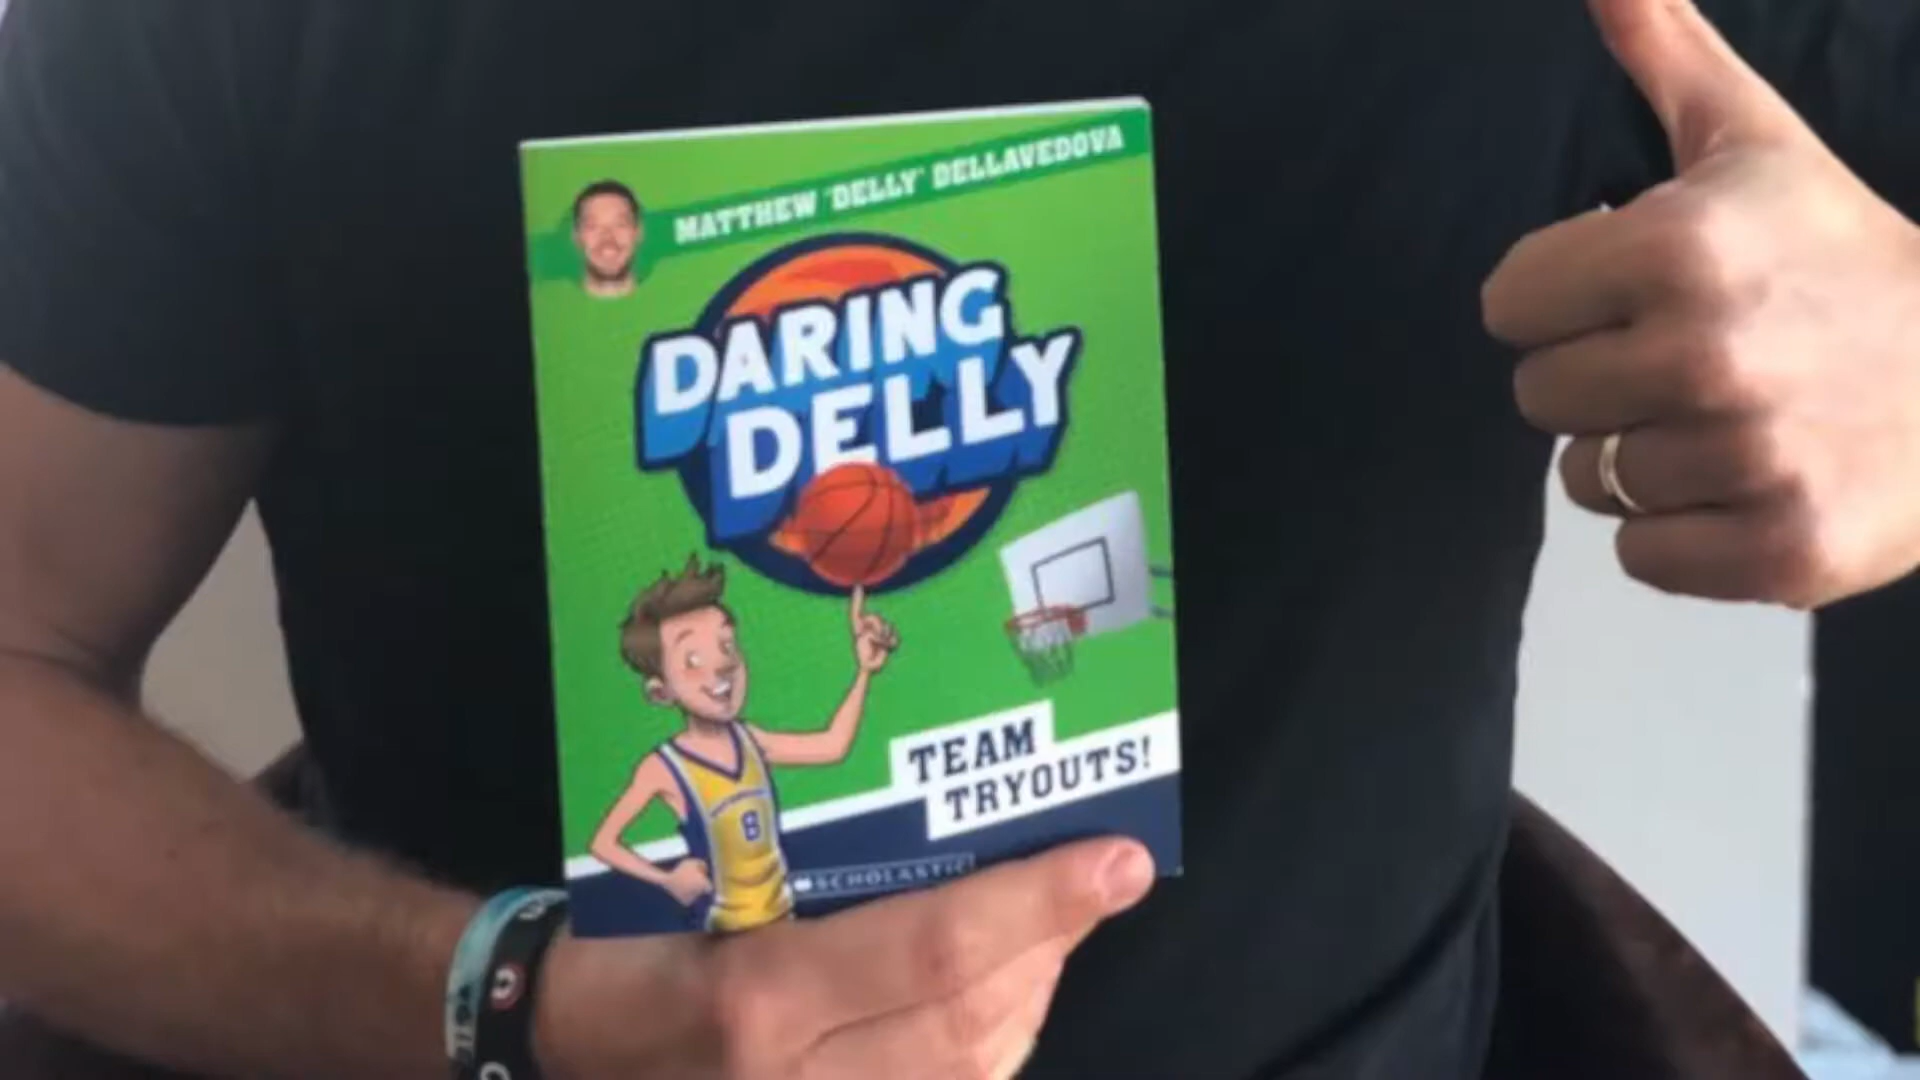 MATTHEW 'DELLY' DELLAVEDOVA
DARING
DELLY
TEAM
TRYOUTS!
8
SCHOLASTIC